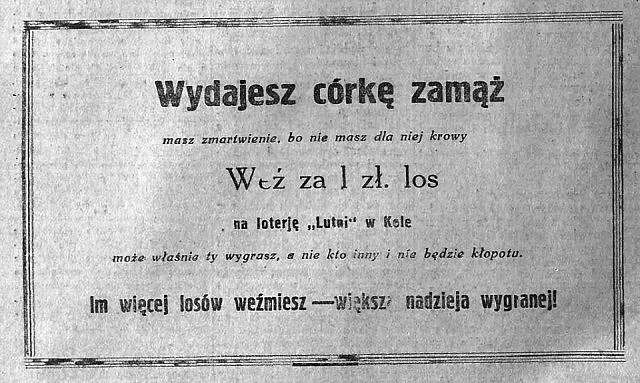 Wydajesz córkę zamąż
masz zmartwienie, bo nie masz dla niej krowy
Weź za 1 zł. los
na loterję „Lutni" w Kole
może właśnie ty wygrasz, a nie kto inny i nie będzie kłopotu.
Im więcej losów weźmiesz — większa nadzieja wygranej!